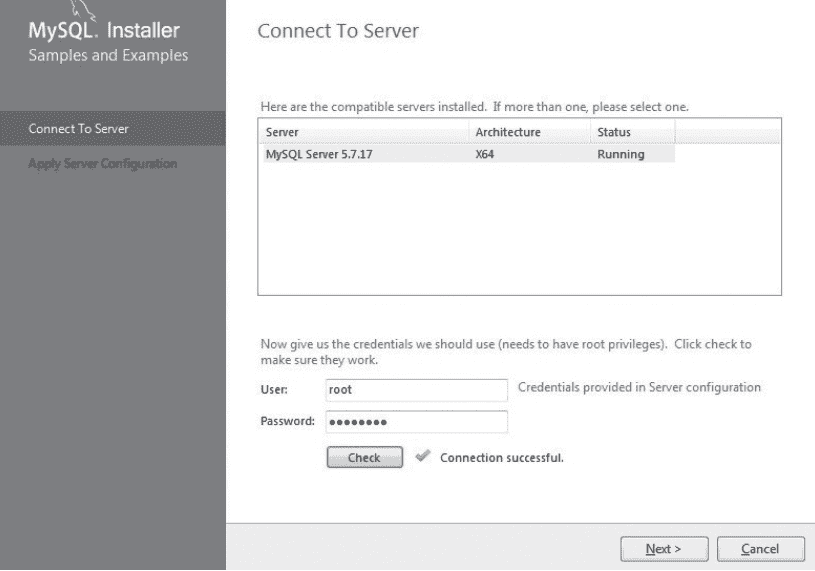 MySQL. Installer
Samples and Examples
Connect To Server
Apply Server Configuration
Connect To Server
Here are the compatible servers installed. If more than one, please select one.
Server Architecture Status
MySQL Server 5.7.17 X64 Running
Now give us the credentials we should use (needs to have root privileges). Click check to
make sure they work.
User: root Credentials provided in Server configuration
Password: ●●●●●●●●
Check Connection successful.
Next > Cancel